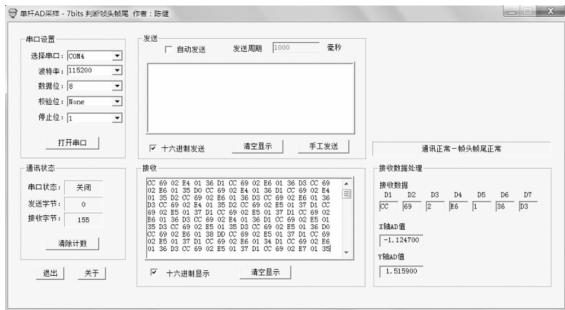 单杆AD采样 - 7bits 判断帧头帧尾 作者：陈健
串口设置
选择串口： COM4
波特率： 115200
数据位： 8
校验位： None
停止位： 1
打开串口
发送
自动发送 发送周期 1000 毫秒
十六进制发送 清空显示 手工发送
通讯正常-帧头帧尾正常
通讯状态
串口状态： 关闭
发送字节： 0
接收字节： 155
清除计数
退出 关于
接收
CC 69 02 E4 01 36 D1 CC 69 02 E6 01 36 D3 CC 69
02 E6 01 35 D0 CC 69 02 E4 01 36 D1 CC 69 02 E4
01 35 D2 CC 69 02 E6 01 36 D3 CC 69 02 E6 01 36
D3 CC 69 02 E4 01 35 D2 CC 69 02 E5 01 37 D1 CC
69 02 E5 01 37 D1 CC 69 02 E5 01 37 D1 CC 69 02
E6 01 36 D3 CC 69 02 E4 01 36 D1 CC 69 02 E5 01
35 D3 CC 69 02 E5 01 35 D3 CC 69 02 E5 01 36 D0
CC 69 02 E6 01 38 DD CC 69 02 E5 01 37 D1 CC 69
02 E5 01 37 D1 CC 69 02 E6 01 34 D1 CC 69 02 E6
01 36 D3 CC 69 02 E5 01 37 D1 CC 69 02 E7 01 35
十六进制显示 清空显示
接收数据处理
接收数据
D1 D2 D3 D4 D5 D6 D7
CC 69 2 E6 1 36 D3
X轴AD值
-1.124700
Y轴AD值
1.515900